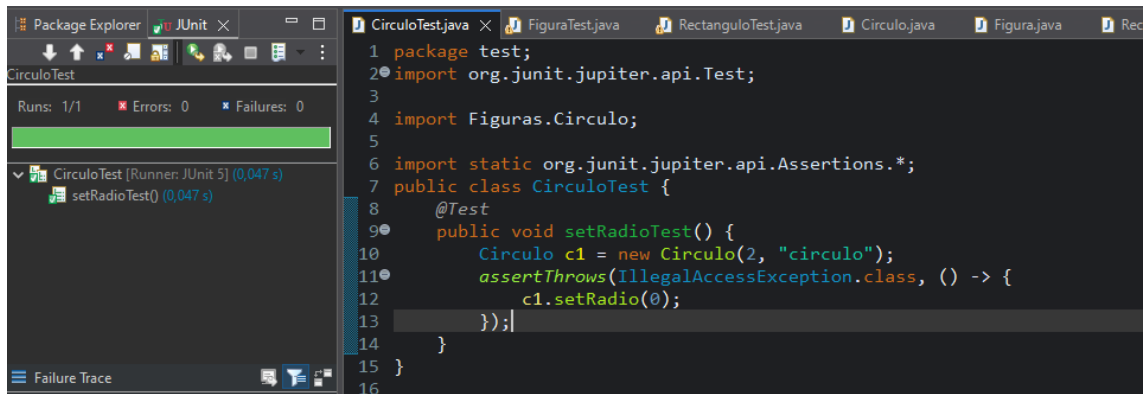 Package Explorer JUnit
CirculoTest
Runs: 1/1 Errors: 0 Failures: 0
CirculoTest [Runner: JUnit 5] (0,047 s)
setRadioTest() (0,047 s)
Failure Trace
CirculoTest.java FiguraTest.java RectanguloTest.java Circulo.java Figura.java Rec
1 package test;
2 import org.junit.jupiter.api.Test;
3
4 import Figuras.Circulo;
5
6 import static org.junit.jupiter.api.Assertions.*;
7 public class CirculoTest {
8 @Test
9 public void setRadioTest() {
10 Circulo c1 = new Circulo(2, "circulo");
11 assertThrows(IllegalAccessException.class, () -> {
12 c1.setRadio(0);
13 });
14 }
15 }
16